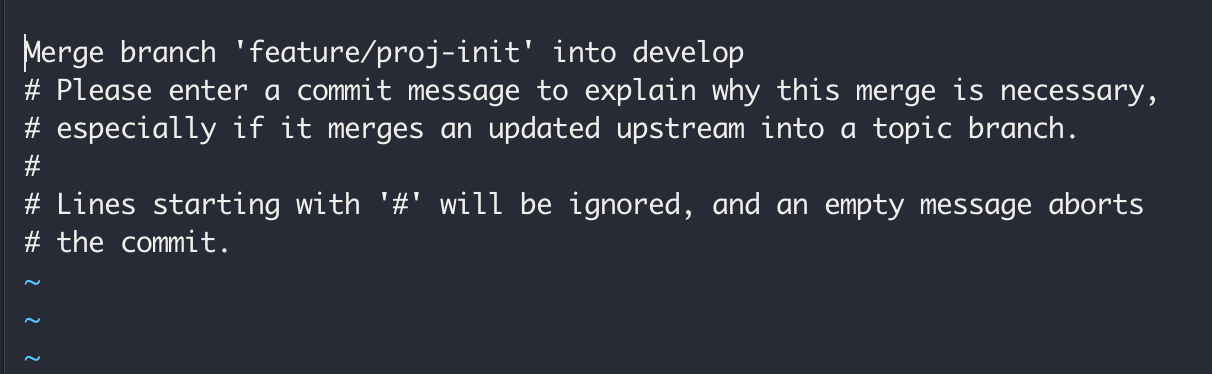 Merge branch 'feature/proj-init' into develop
# Please enter a commit message to explain why this merge is necessary,
# especially if it merges an updated upstream into a topic branch.
#
# Lines starting with '#' will be ignored, and an empty message aborts
# the commit.
~
~
~